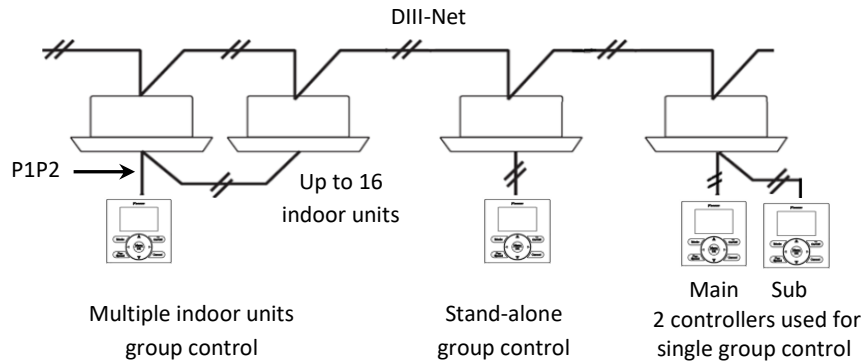 DIII-Net
P1P2
Up to 16
indoor units
Multiple indoor units
group control
Stand-alone
group control
Main Sub
2 controllers used for
single group control